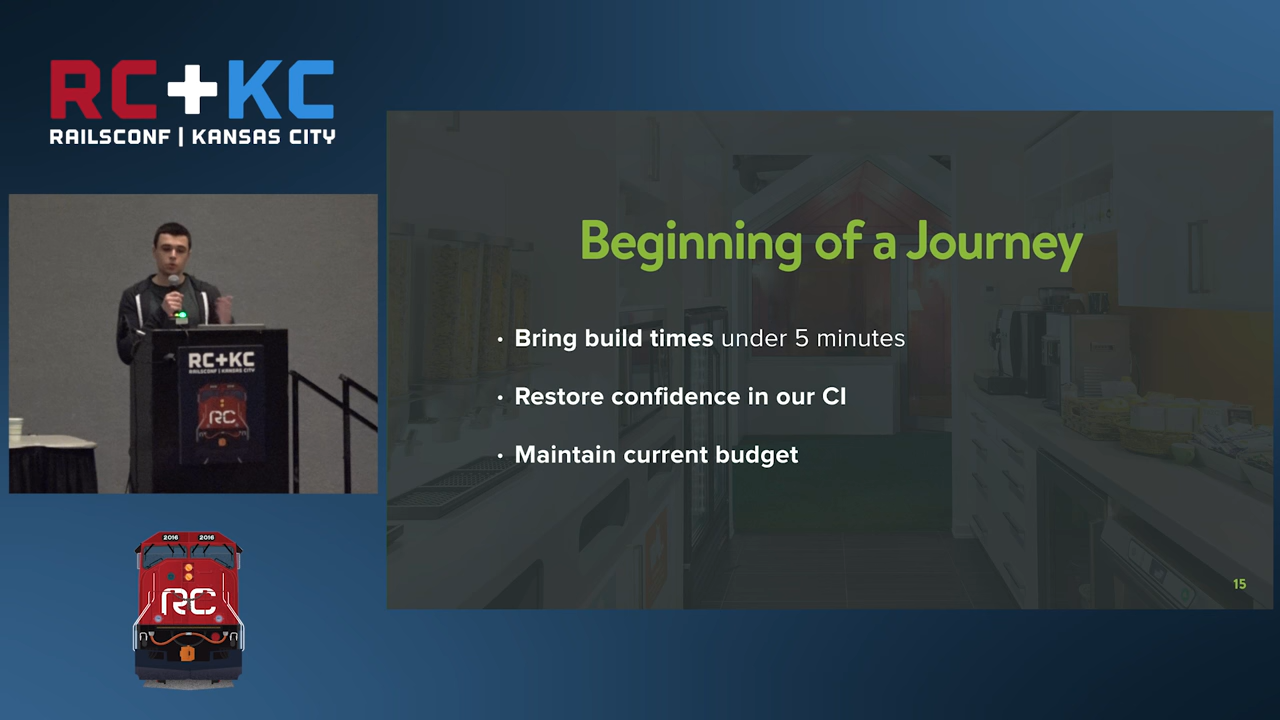 RC+KC
RAILSCONF | KANSAS CITY
Beginning of a Journey
• Bring build times under 5 minutes
• Restore confidence in our CI
• Maintain current budget
15
RC+KC
RAILSCONF | KANSAS CITY
RC
2016 2016
RC